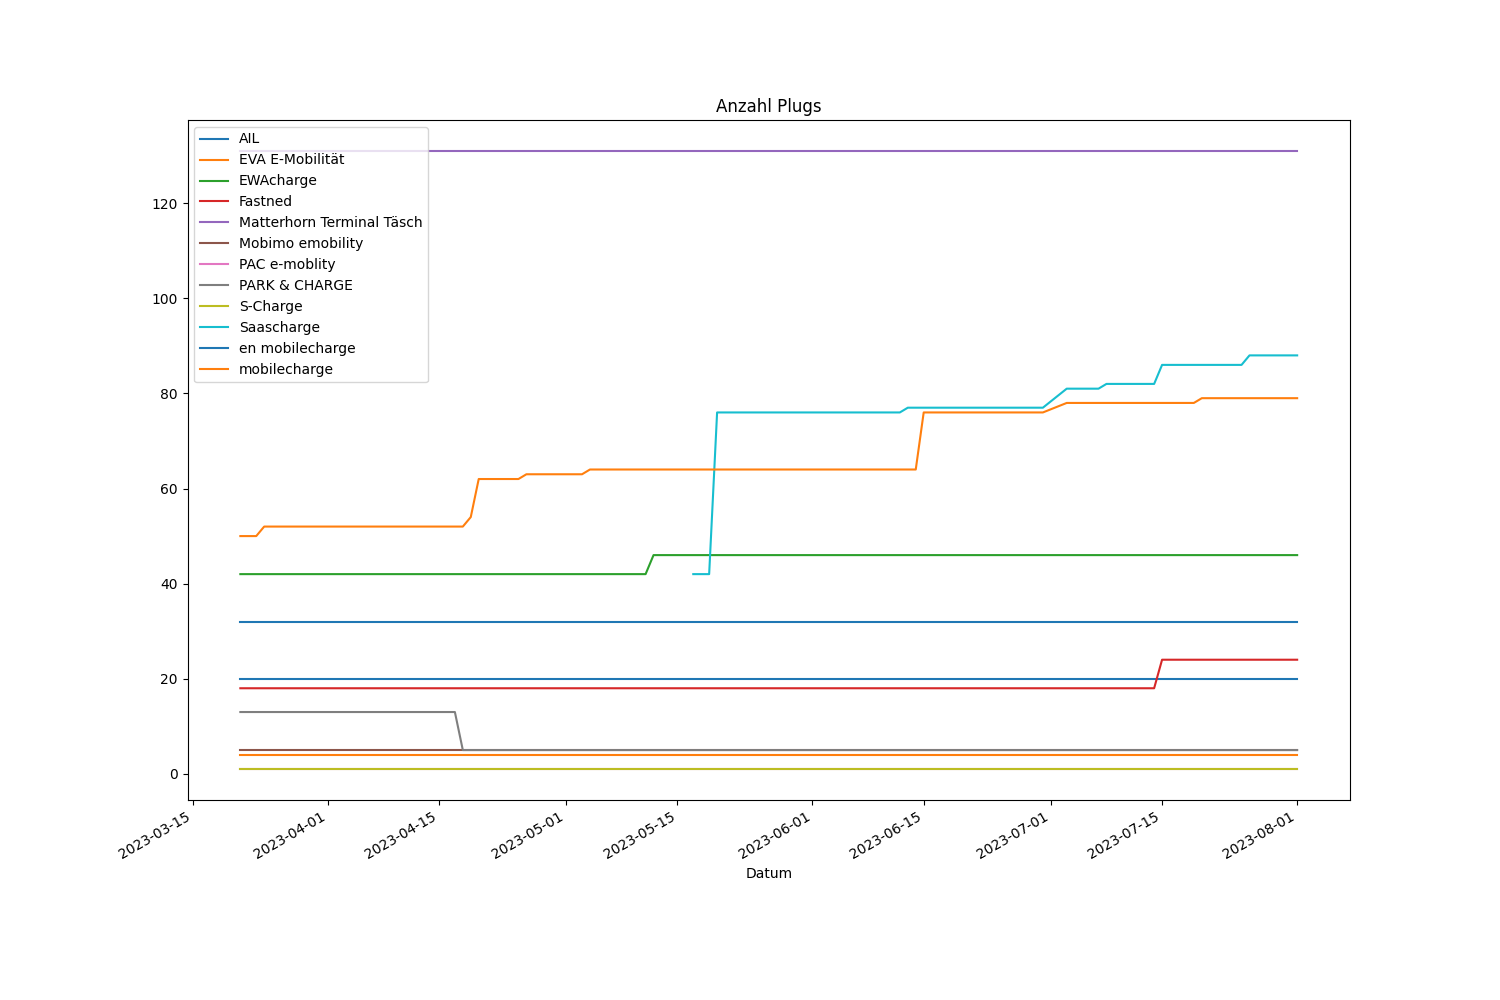 Anzahl Plugs
AIL
EVA E-Mobilität
EWAcharge
Fastned
Matterhorn Terminal Täsch
Mobimo emobility
PAC e-moblity
PARK & CHARGE
S-Charge
Saascharge
en mobilecharge
mobilecharge
120
100
80
60
40
20
0
2023-03-15
2023-04-01
2023-04-15
2023-05-01
2023-05-15
2023-06-01
2023-06-15
2023-07-01
2023-07-15
2023-08-01
Datum